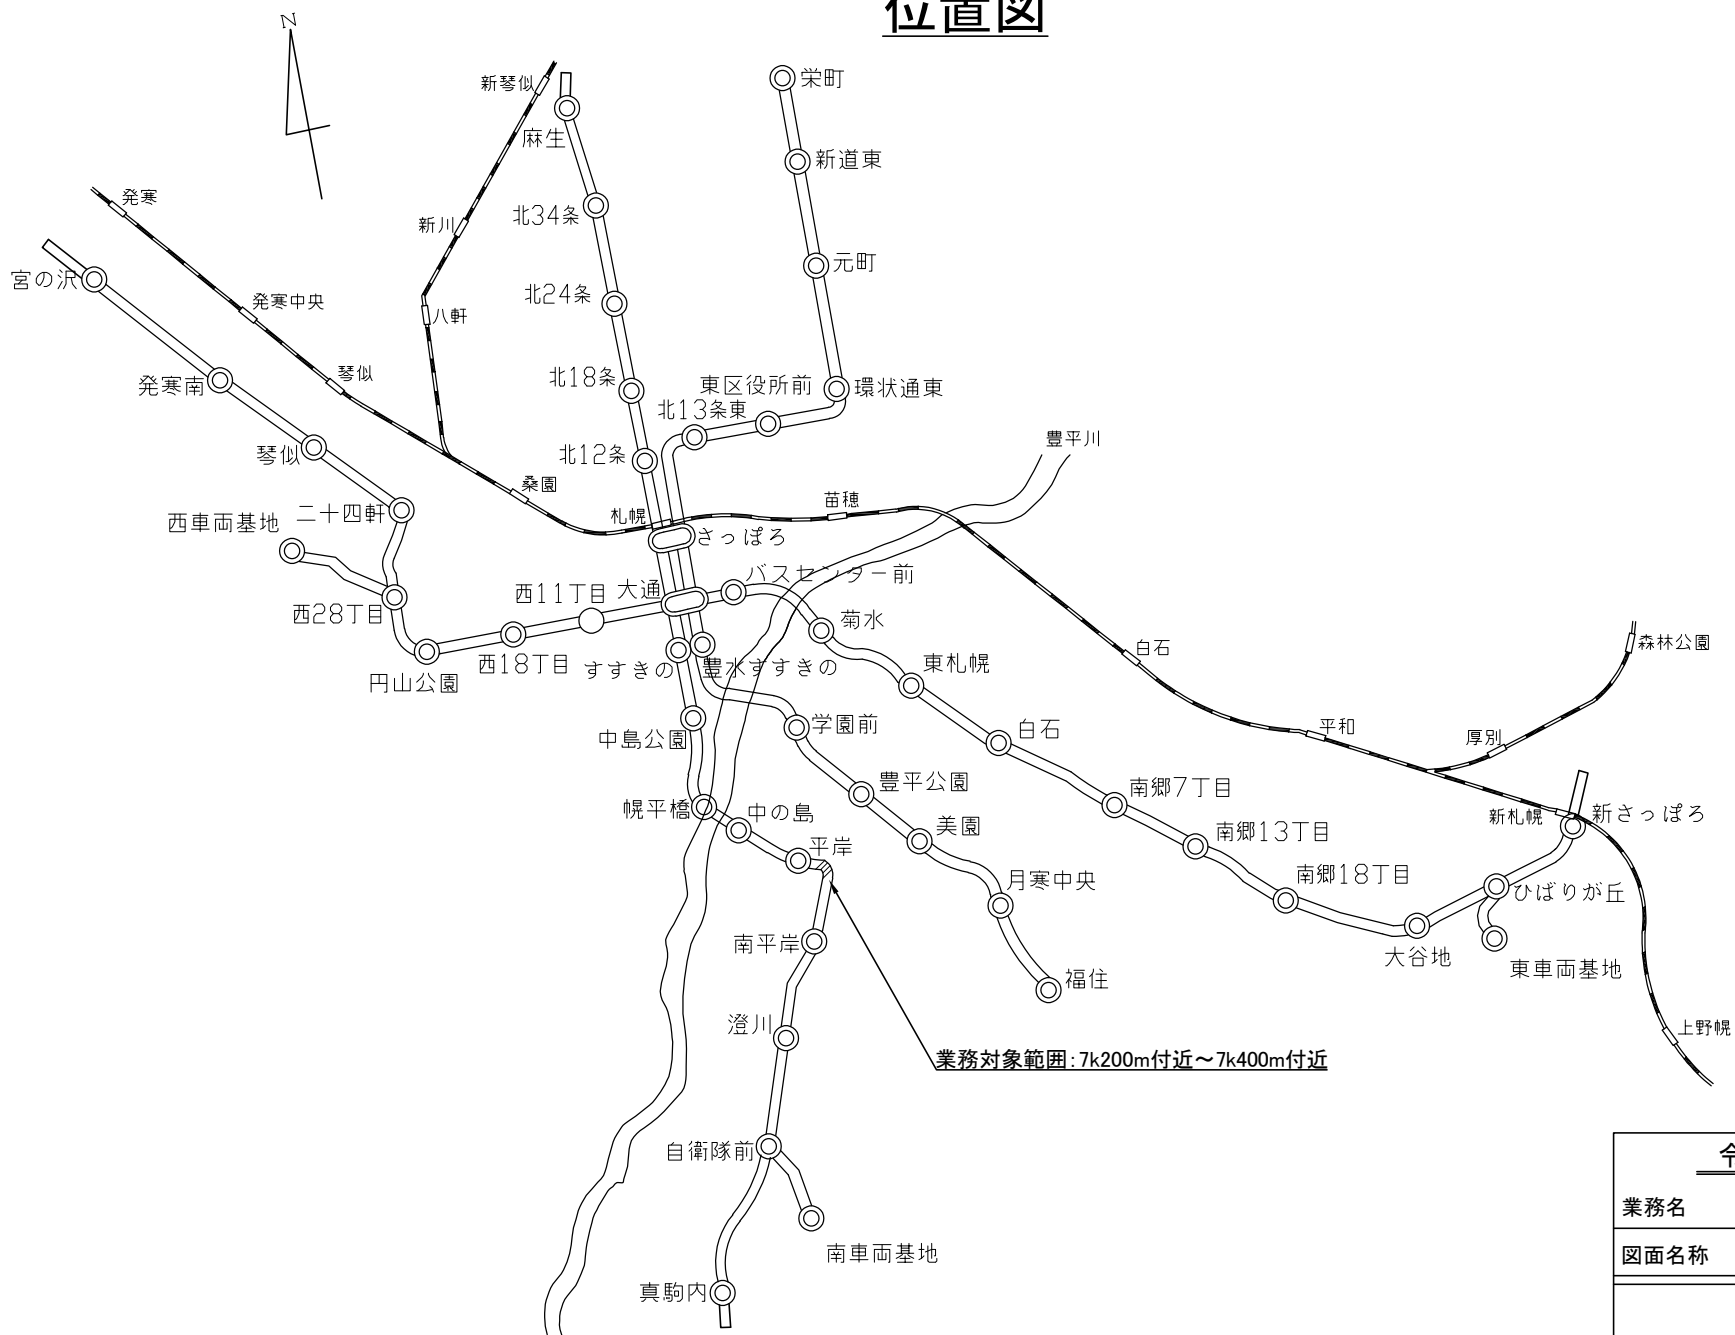 位置図
N
新琴似
栄町
麻生
新道東
発寒
北34条
新川
元町
宮の沢
北24条
発寒中央
八軒
琴似
北18条
東区役所前
環状通東
発寒南
北13条東
豊平川
琴似
北12条
桑園
苗穂
西車両基地
二十四軒
札幌
さっぽろ
バスセンター前
西11丁目
大通
西28丁目
菊水
森林公園
白石
東札幌
西18丁目
すすきの
豊水すすきの
円山公園
学園前
白石
平和
中島公園
厚別
豊平公園
南郷7丁目
幌平橋
中の島
新札幌
新さっぽろ
美園
南郷13丁目
平岸
月寒中央
南郷18丁目
ひばりが丘
南平岸
大谷地
東車両基地
福住
澄川
上野幌
業務対象範囲：7k200m付近～7k400m付近
自衛隊前
南車両基地
真駒内
業務名
図面名称